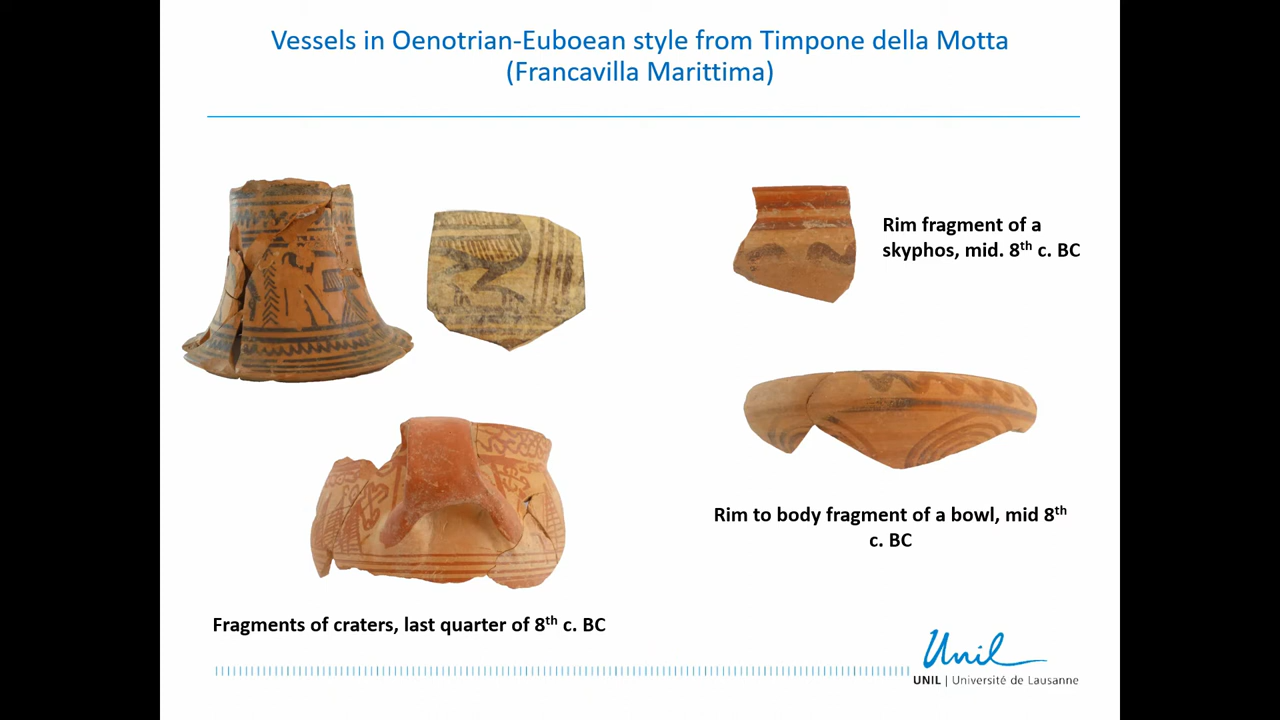 Vessels in Oenotrian-Euboean style from Timpone della Motta
(Francavilla Marittima)
Rim fragment of a
skyphos, mid. 8th c. BC
Rim to body fragment of a bowl, mid 8th
c. BC
Fragments of craters, last quarter of 8th c. BC
Unil
UNIL | Université de Lausanne